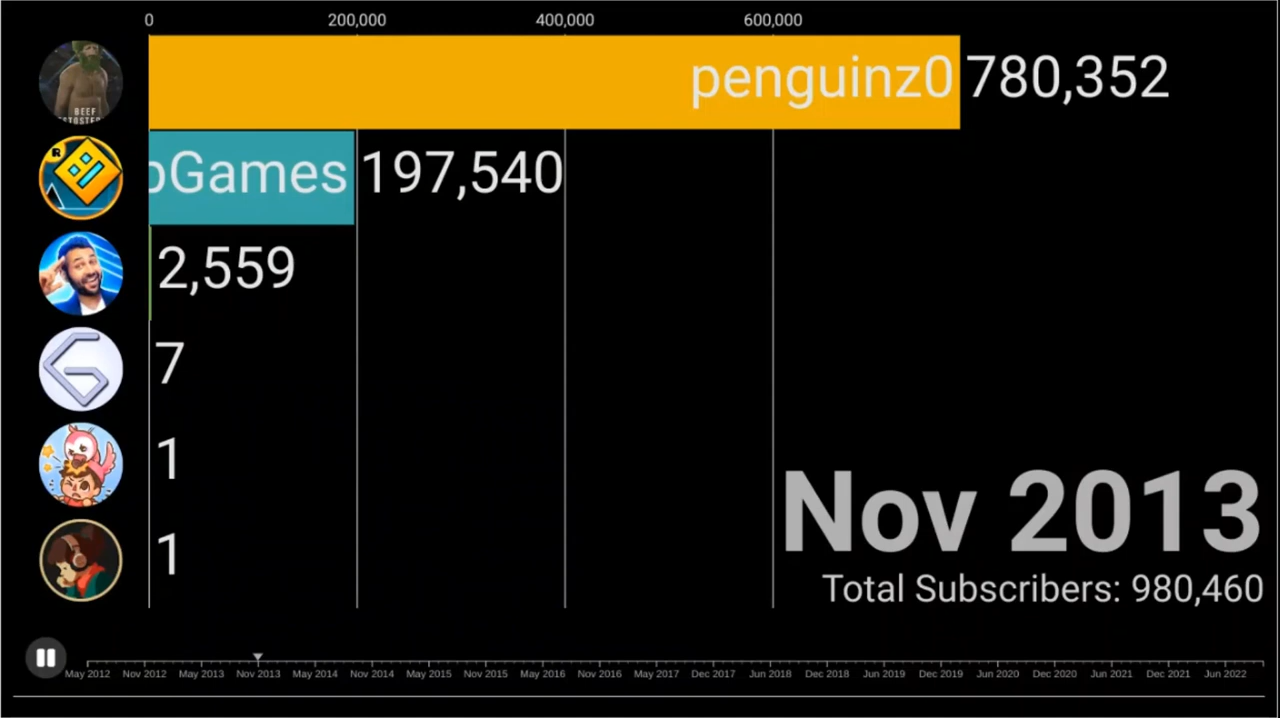 0 200,000 400,000 600,000
penguinz0 780,352
BEEF
Games 197,540
R
2,559
7
1
1
Nov 2013
Total Subscribers: 980,460
May 2012 Nov 2012 May 2013 Nov 2013 May 2014 Nov 2014 May 2015 Nov 2015 May 2016 Nov 2016 May 2017 Dec 2017 Jun 2018 Dec 2018 Jun 2019 Dec 2019 Jun 2020 Dec 2020 Jun 2021 Dec 2021 Jun 2022